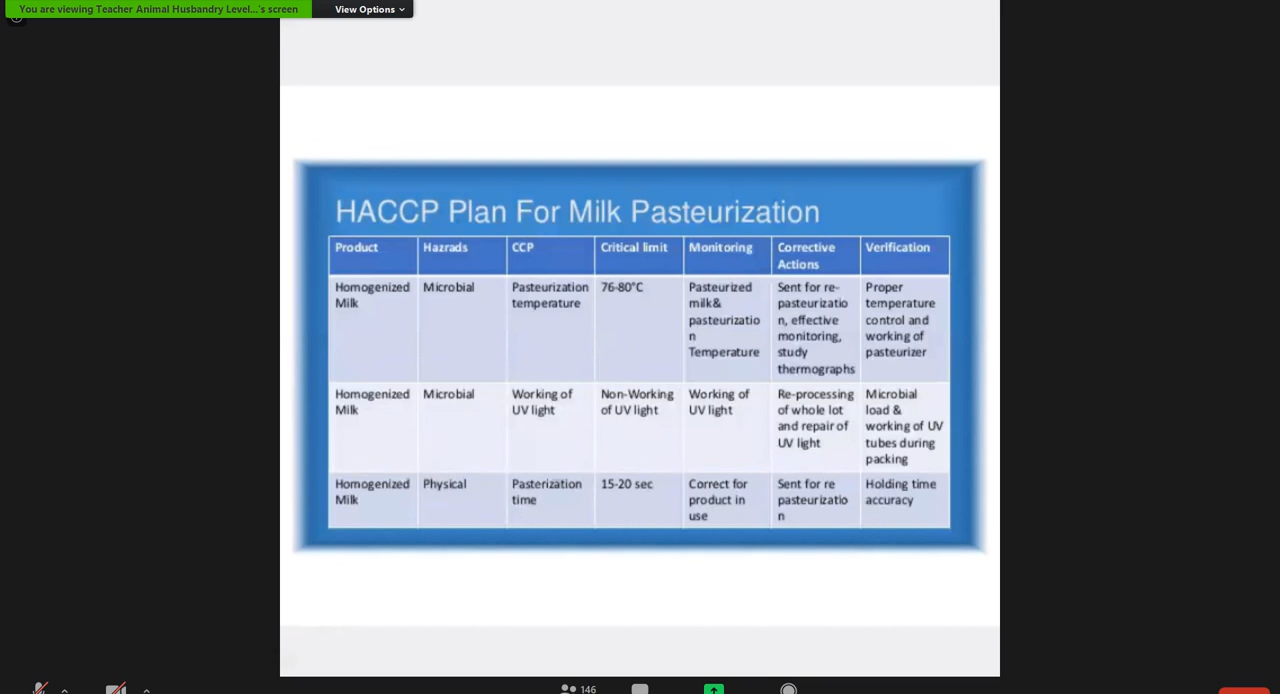 You are viewing Teacher Animal Husbandry Level...'s screen
View Options
HACCP Plan For Milk Pasteurization
Product Hazrads CCP Critical limit Monitoring Corrective Actions Verification
Homogenized Milk Microbial Pasteurization temperature 76-80°C Pasteurized milk& pasteurizatio n Temperature Sent for re- pasteurizatio n, effective monitoring, study thermographs Proper temperature control and working of pasteurizer
Homogenized Milk Microbial Working of UV light Non-Working of UV light Working of UV light Re-processing of whole lot and repair of UV light Microbial load & working of UV tubes during packing
Homogenized Milk Physical Pasterization time 15-20 sec Correct for product in use Sent for re pasteurizatio n Holding time accuracy
146